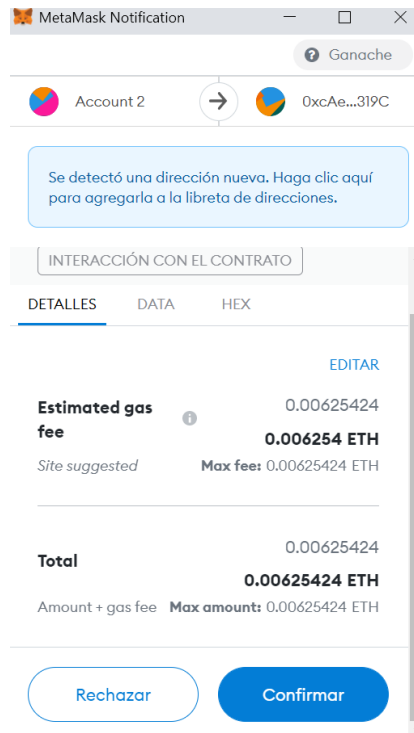 MetaMask Notification
Ganache
Account 2
0xcAe...319C
Se detectó una dirección nueva. Haga clic aquí
para agregarla a la libreta de direcciones.
INTERACCIÓN CON EL CONTRATO
DETALLES DATA HEX
EDITAR
Estimated gas fee
0.00625424
0.006254 ETH
Site suggested
Max fee: 0.00625424 ETH
Total
0.00625424
0.00625424 ETH
Amount + gas fee Max amount: 0.00625424 ETH
Rechazar Confirmar